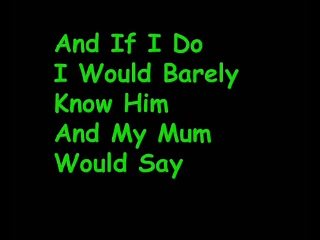 And If I Do
I Would Barely
Know Him
And My Mum
Would Say